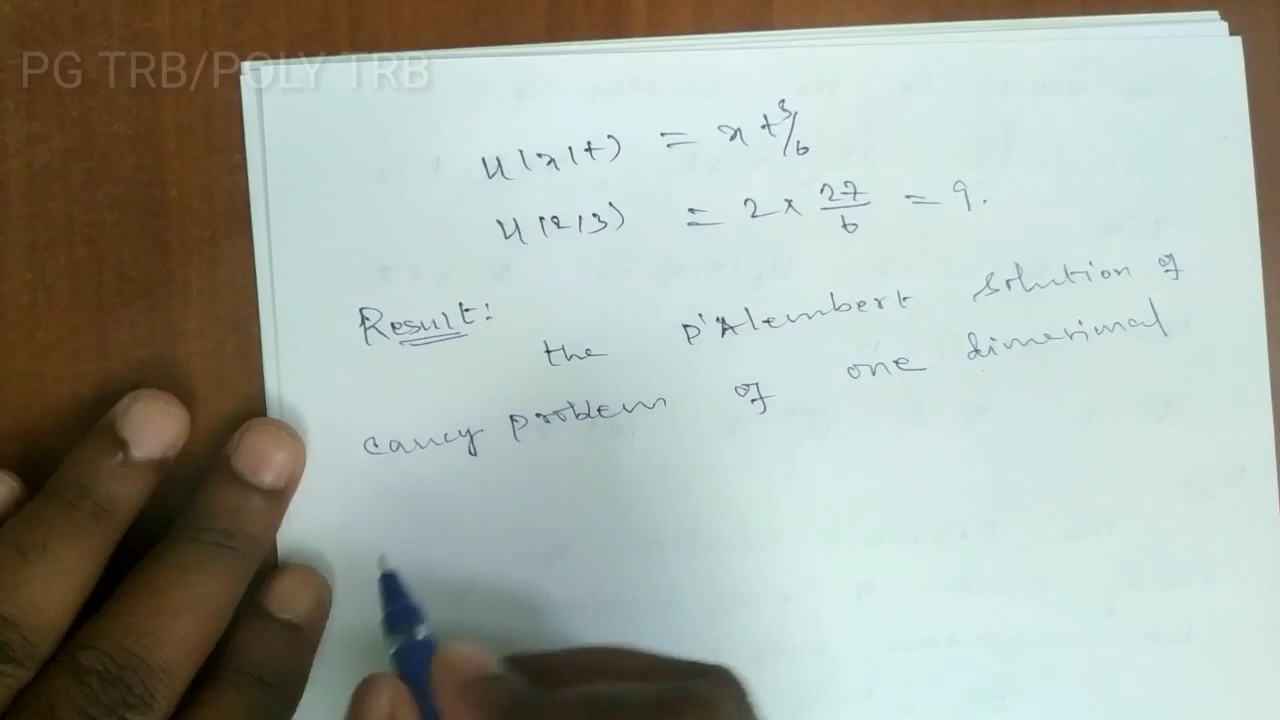 PG TRB/POLY TRB
u(x,t) = x t³/6
u(2,3) = 2 × 27/6 = 9.
Result:
the D'Alembert solution of
caucy problem of one dimensional